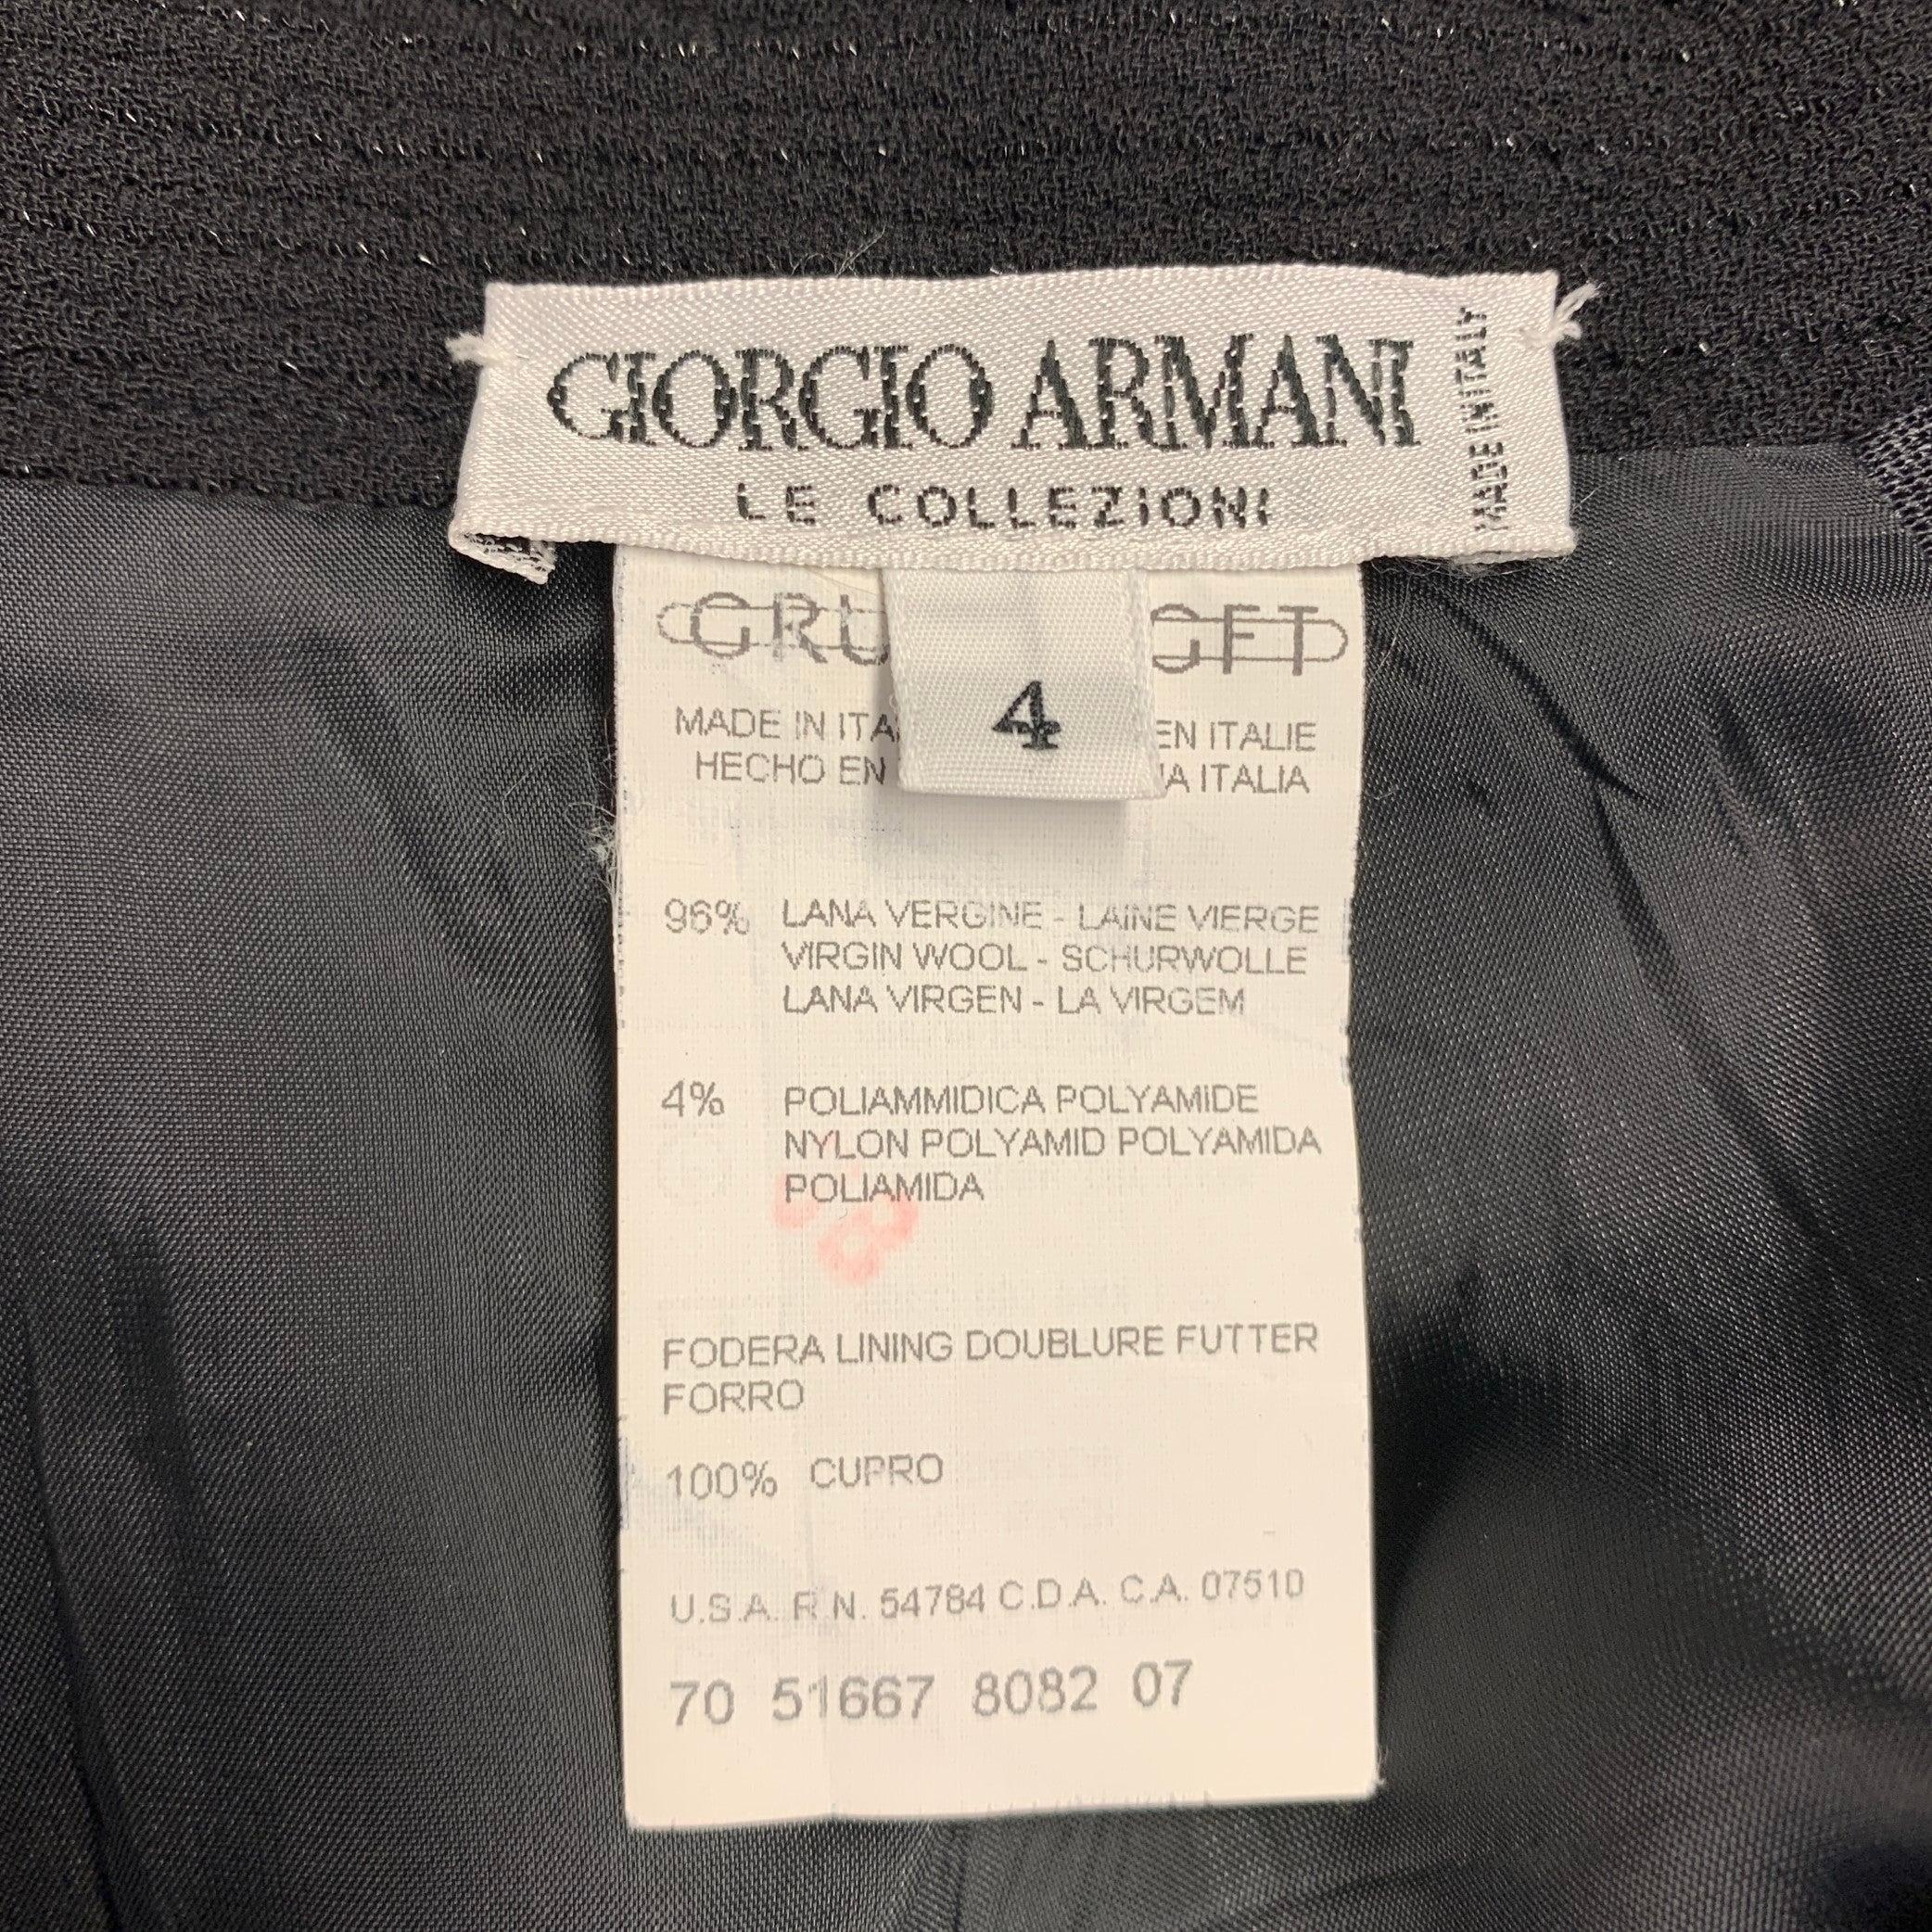 GIORGIO ARMANI
LE COLLEZIONI
MADE IN ITALY
4
MADE IN EN ITALIE
HECHO EN ITALIA
96% LANA VERGINE - LAINE VIERGE
VIRGIN WOOL - SCHURWOLLE
LANA VIRGEN - LA VIRGEM
4% POLIAMMIDICA POLYAMIDE
NYLON POLYAMID POLYAMIDA
POLIAMIDA
FODERA LINING DOUBLURE FUTTER
FORRO
100% CUPRO
U.S.A. R.N. 54784 C.D.A. C.A. 07510
70 51667 8082 07